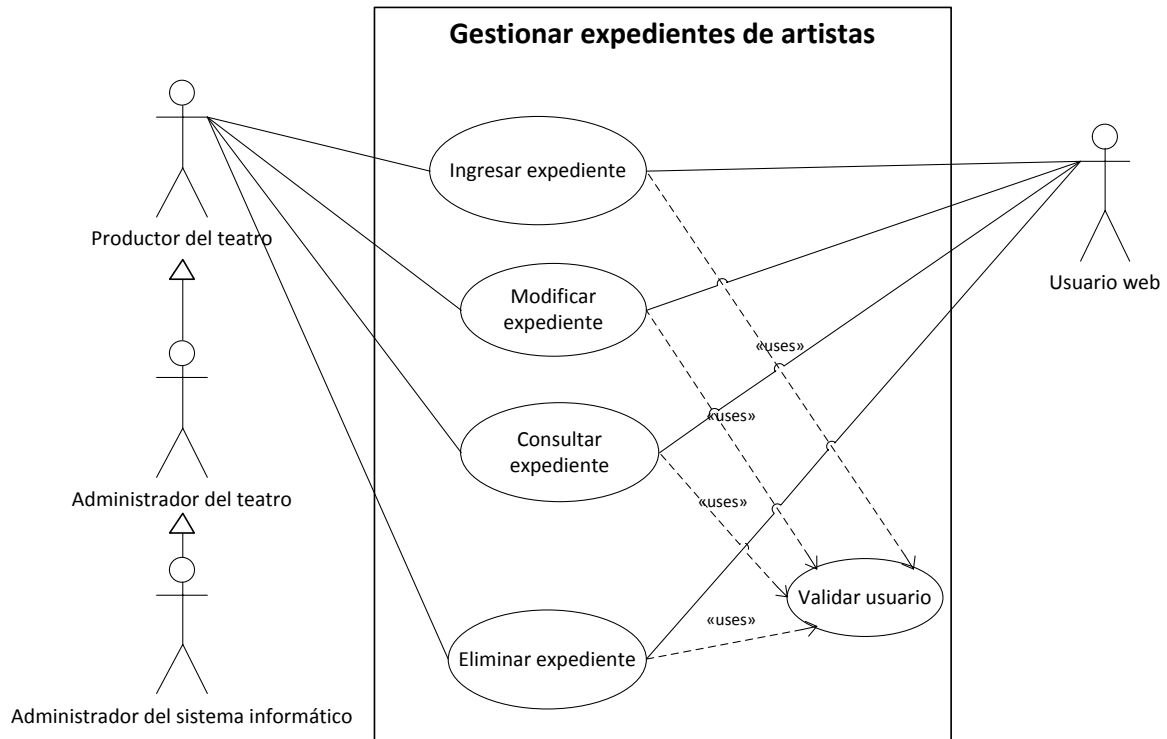 Gestionar expedientes de artistas
Ingresar expediente
Productor del teatro
Usuario web
Modificar
expediente
«uses»
«uses»
Consultar
expediente
Administrador del teatro
«uses»
Validar usuario
«uses»
Eliminar expediente
Administrador del sistema informático